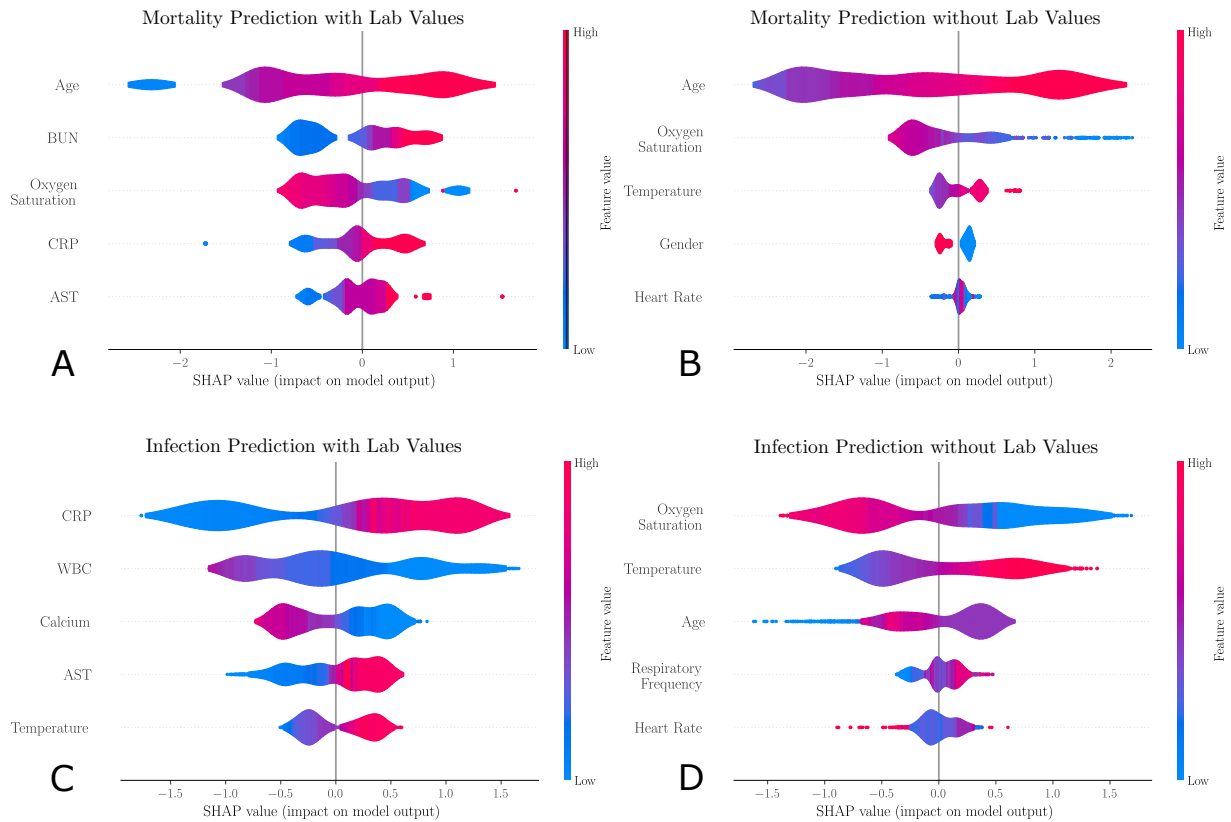 Mortality Prediction with Lab Values
High
Age
BUN
Oxygen
Saturation
CRP
AST
Feature value
Low
−2 −1 0 1
SHAP value (impact on model output)
A
Mortality Prediction without Lab Values
High
Age
Oxygen
Saturation
Temperature
Gender
Heart Rate
Feature value
Low
−2 −1 0 1 2
SHAP value (impact on model output)
B
Infection Prediction with Lab Values
High
CRP
WBC
Calcium
AST
Temperature
Feature value
Low
−1.5 −1.0 −0.5 0.0 0.5 1.0 1.5
SHAP value (impact on model output)
C
Infection Prediction without Lab Values
High
Oxygen
Saturation
Temperature
Age
Respiratory
Frequency
Heart Rate
Feature value
Low
−1.5 −1.0 −0.5 0.0 0.5 1.0 1.5
SHAP value (impact on model output)
D